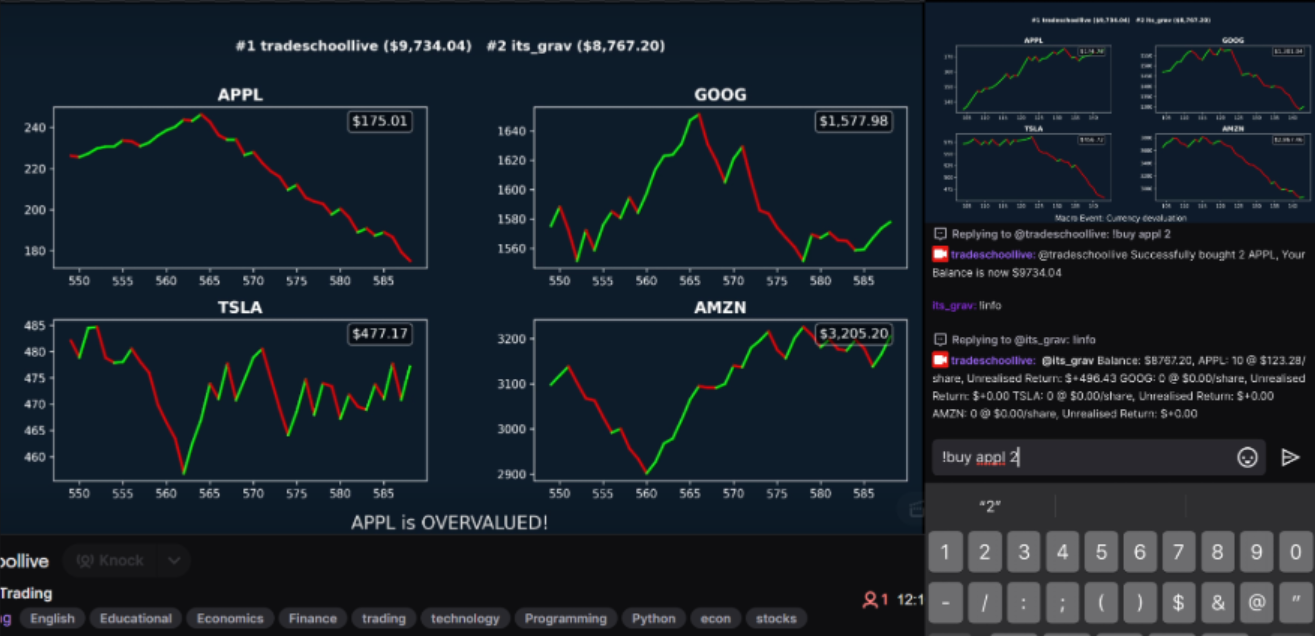 #1 tradeschoollive ($9,734.04) #2 its_grav ($8,767.20)
APPL
$175.01
240
220
200
180
550 555 560 565 570 575 580 585
GOOG
$1,577.98
1640
1620
1600
1580
1560
550 555 560 565 570 575 580 585
TSLA
$477.17
485
480
475
470
465
460
550 555 560 565 570 575 580 585
AMZN
$3,205.20
3200
3100
3000
2900
550 555 560 565 570 575 580 585
APPL is OVERVALUED!
oollive
Knock
Trading
English Educational Economics Finance trading technology Programming Python econ stocks
1 12:1
#1 tradeschoollive ($9,734.04) #2 its_grav ($8,767.20)
APPL
GOOG
TSLA
AMZN
Macro Event: Currency devaluation
Replying to @tradeschoollive: !buy appl 2
tradeschoollive: @tradeschoollive Successfully bought 2 APPL, Your
Balance is now $9734.04
its_grav: !info
Replying to @its_grav: !info
tradeschoollive: @its_grav Balance: $8767.20, APPL: 10 @ $123.28/
share, Unrealised Return: $+496.43 GOOG: 0 @ $0.00/share, Unrealised
Return: $+0.00 TSLA: 0 @ $0.00/share, Unrealised Return: $+0.00
AMZN: 0 @ $0.00/share, Unrealised Return: $+0.00
!buy appl 2
“2”
1 2 3 4 5 6 7 8 9 0
- / : ; ( ) $ & @ "